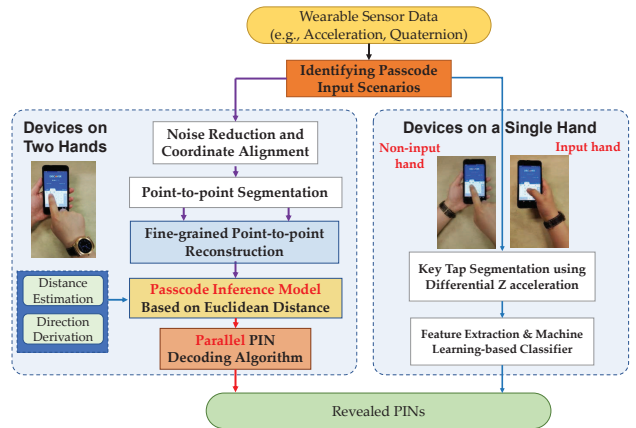 Wearable Sensor Data
(e.g., Acceleration, Quaternion)
Identifying Passcode
Input Scenarios
Devices on
Two Hands
Noise Reduction and
Coordinate Alignment
Point-to-point Segmentation
Fine-grained Point-to-point
Reconstruction
Distance
Estimation
Direction
Derivation
Passcode Inference Model
Based on Euclidean Distance
Parallel PIN
Decoding Algorithm
Devices on a Single Hand
Non-input
hand
Input hand
Key Tap Segmentation using
Differential Z acceleration
Feature Extraction & Machine
Learning-based Classifier
Revealed PINs